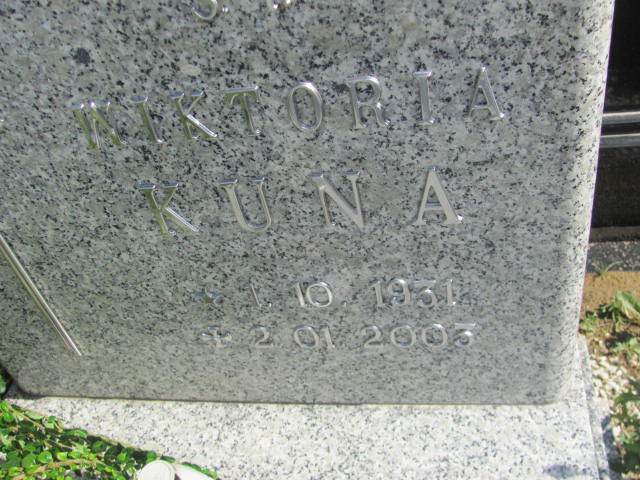 Ś.P.
WIKTORIA
KUNA
* 1.10.1931
+ 2.01.2003